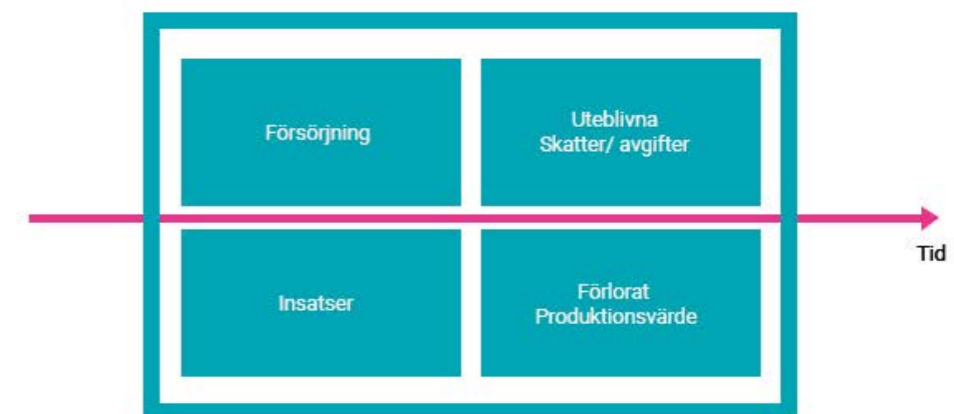 Försörjning
Uteblivna
Skatter/ avgifter
Tid
Insatser
Förlorat
Produktionsvärde